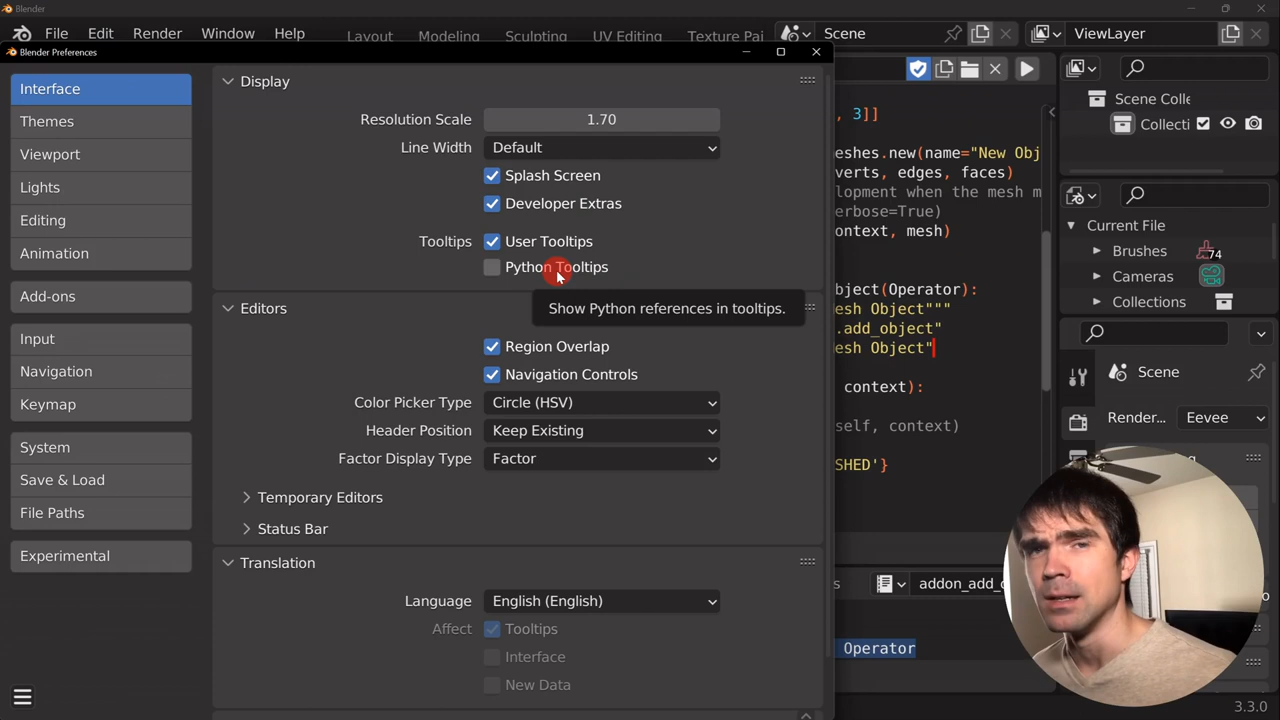 Blender
File Edit Render Window Help Layout Modeling Sculpting UV Editing Texture Pai Scene ViewLayer
Blender Preferences
Interface
Themes
Viewport
Lights
Editing
Animation
Add-ons
Input
Navigation
Keymap
System
Save & Load
File Paths
Experimental
Display
Resolution Scale 1.70
Line Width Default
Splash Screen
Developer Extras
Tooltips User Tooltips
Python Tooltips
Show Python references in tooltips.
Editors
Region Overlap
Navigation Controls
Color Picker Type Circle (HSV)
Header Position Keep Existing
Factor Display Type Factor
Temporary Editors
Status Bar
Translation
Language English (English)
Affect Tooltips
Interface
New Data
, 3]]
eshes.new(name="New Obj
verts, edges, faces)
lopment when the mesh m
erbose=True)
ontext, mesh)
bject(Operator):
esh Object"""
.add_object"
esh Object"
context):
self, context)
SHED'}
s addon_add_
Operator
Scene Colle
Collecti
Current File
Brushes 74
Cameras
Collections
Scene
Render... Eevee
3.3.0